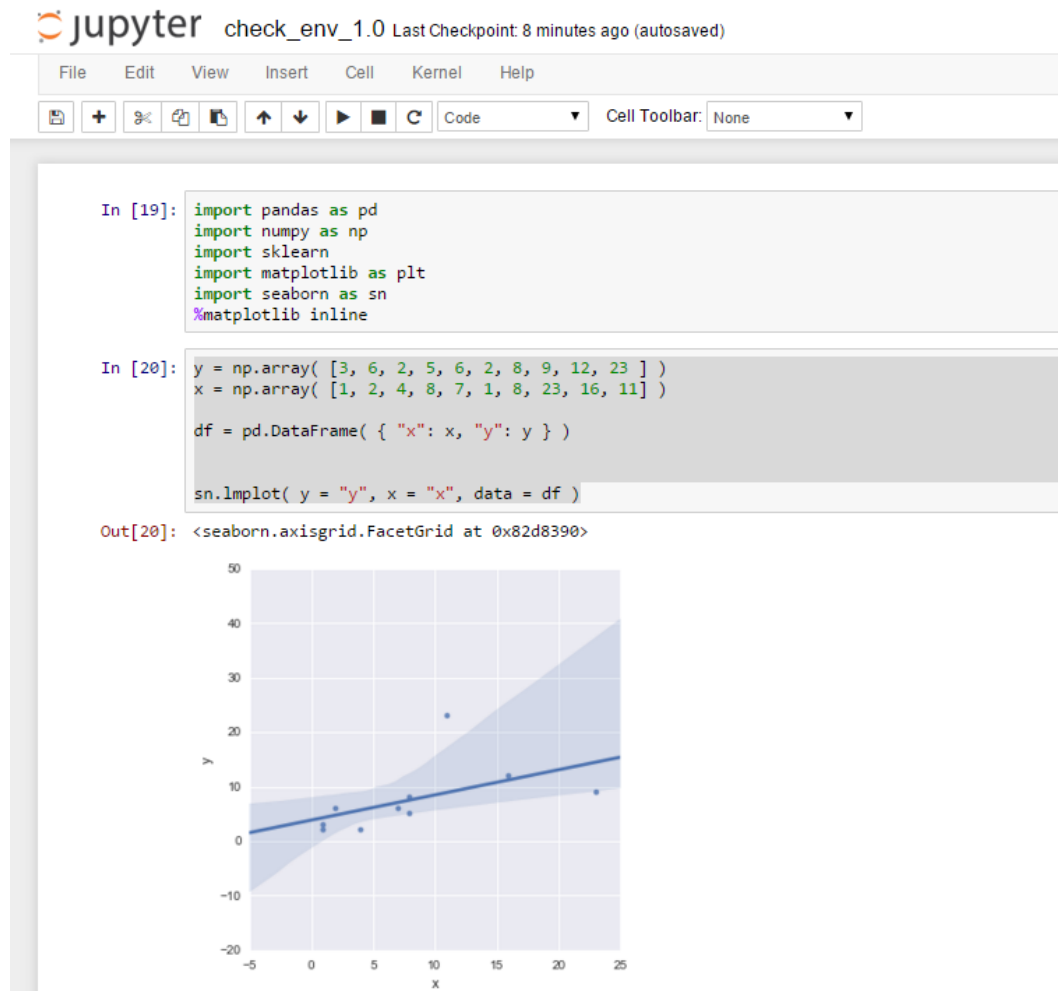 jupyter check_env_1.0 Last Checkpoint: 8 minutes ago (autosaved)
File Edit View Insert Cell Kernel Help
Code Cell Toolbar: None
In [19]: import pandas as pd
import numpy as np
import sklearn
import matplotlib as plt
import seaborn as sn
%matplotlib inline
In [20]: y = np.array( [3, 6, 2, 5, 6, 2, 8, 9, 12, 23 ] )
x = np.array( [1, 2, 4, 8, 7, 1, 8, 23, 16, 11] )
df = pd.DataFrame( { "x": x, "y": y } )
sn.lmplot( y = "y", x = "x", data = df )
Out[20]: <seaborn.axisgrid.FacetGrid at 0x82d8390>
50
40
30
20
y
10
0
−10
−20
−5 0 5 10 15 20 25
x